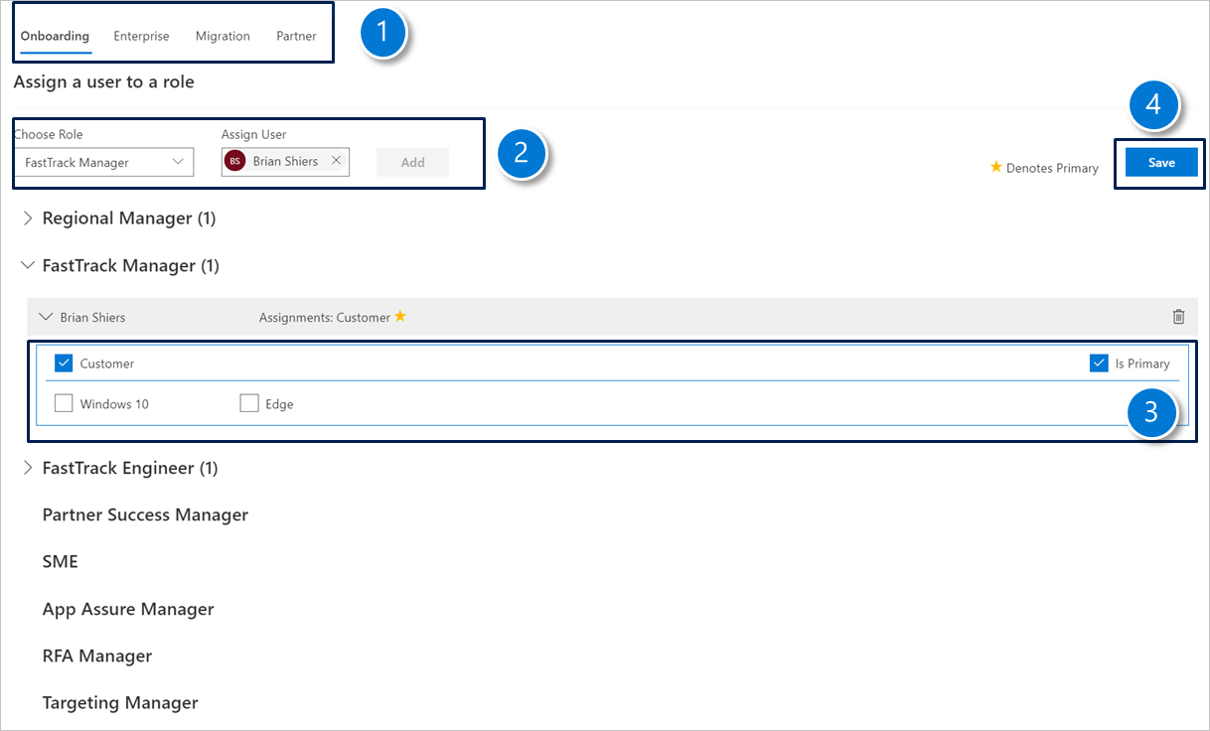 Onboarding Enterprise Migration Partner
1
Assign a user to a role
4
Choose Role Assign User
FastTrack Manager BS Brian Shiers Add
2
Denotes Primary Save
Regional Manager (1)
FastTrack Manager (1)
Brian Shiers Assignments: Customer
Customer Is Primary
Windows 10 Edge
3
FastTrack Engineer (1)
Partner Success Manager
SME
App Assure Manager
RFA Manager
Targeting Manager